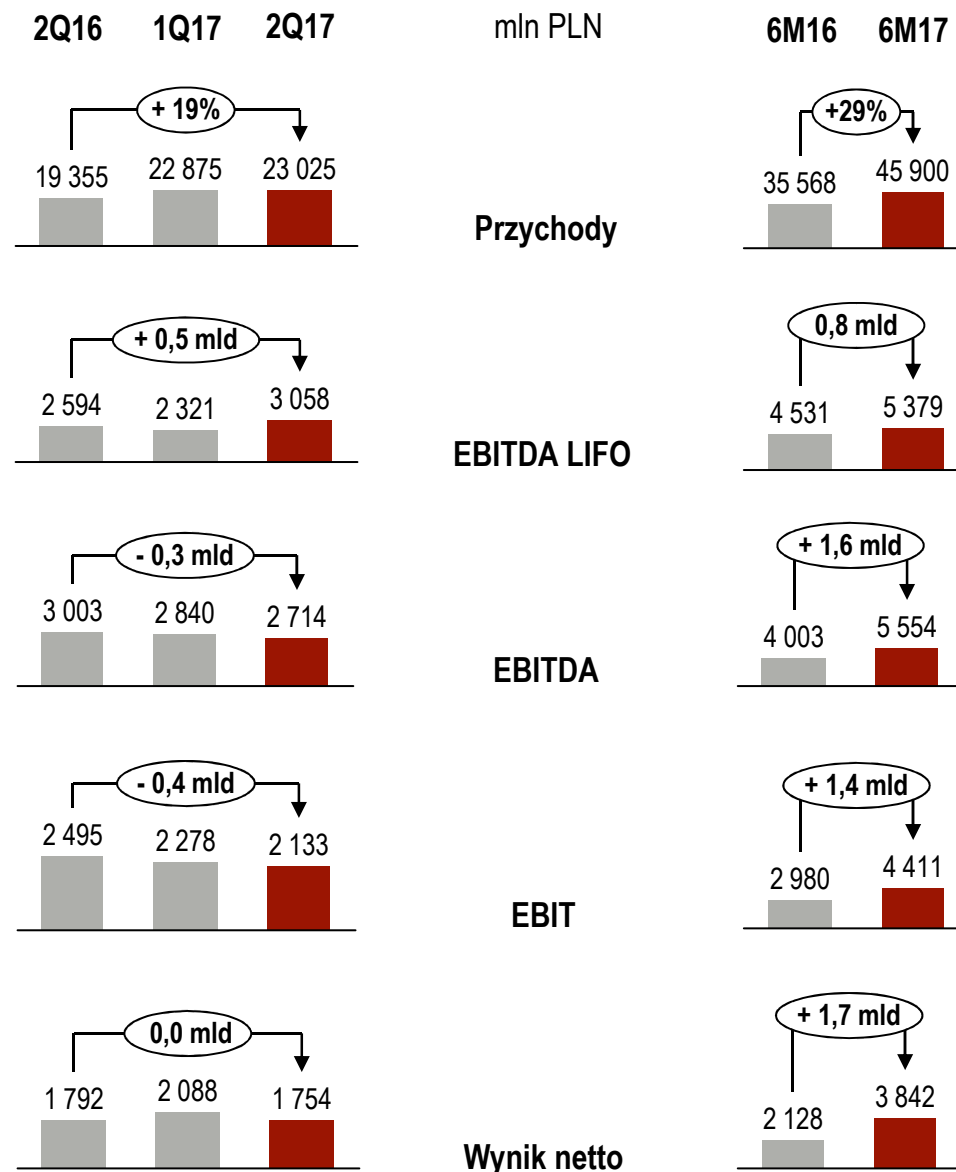 2Q16 1Q17 2Q17 mln PLN 6M16 6M17
+ 19% +29%
19 355 22 875 23 025 35 568 45 900
Przychody
+ 0,5 mld 0,8 mld
2 594 2 321 3 058 4 531 5 379
EBITDA LIFO
- 0,3 mld + 1,6 mld
3 003 2 840 2 714 4 003 5 554
EBITDA
- 0,4 mld + 1,4 mld
2 495 2 278 2 133 2 980 4 411
EBIT
0,0 mld + 1,7 mld
1 792 2 088 1 754 2 128 3 842
Wynik netto